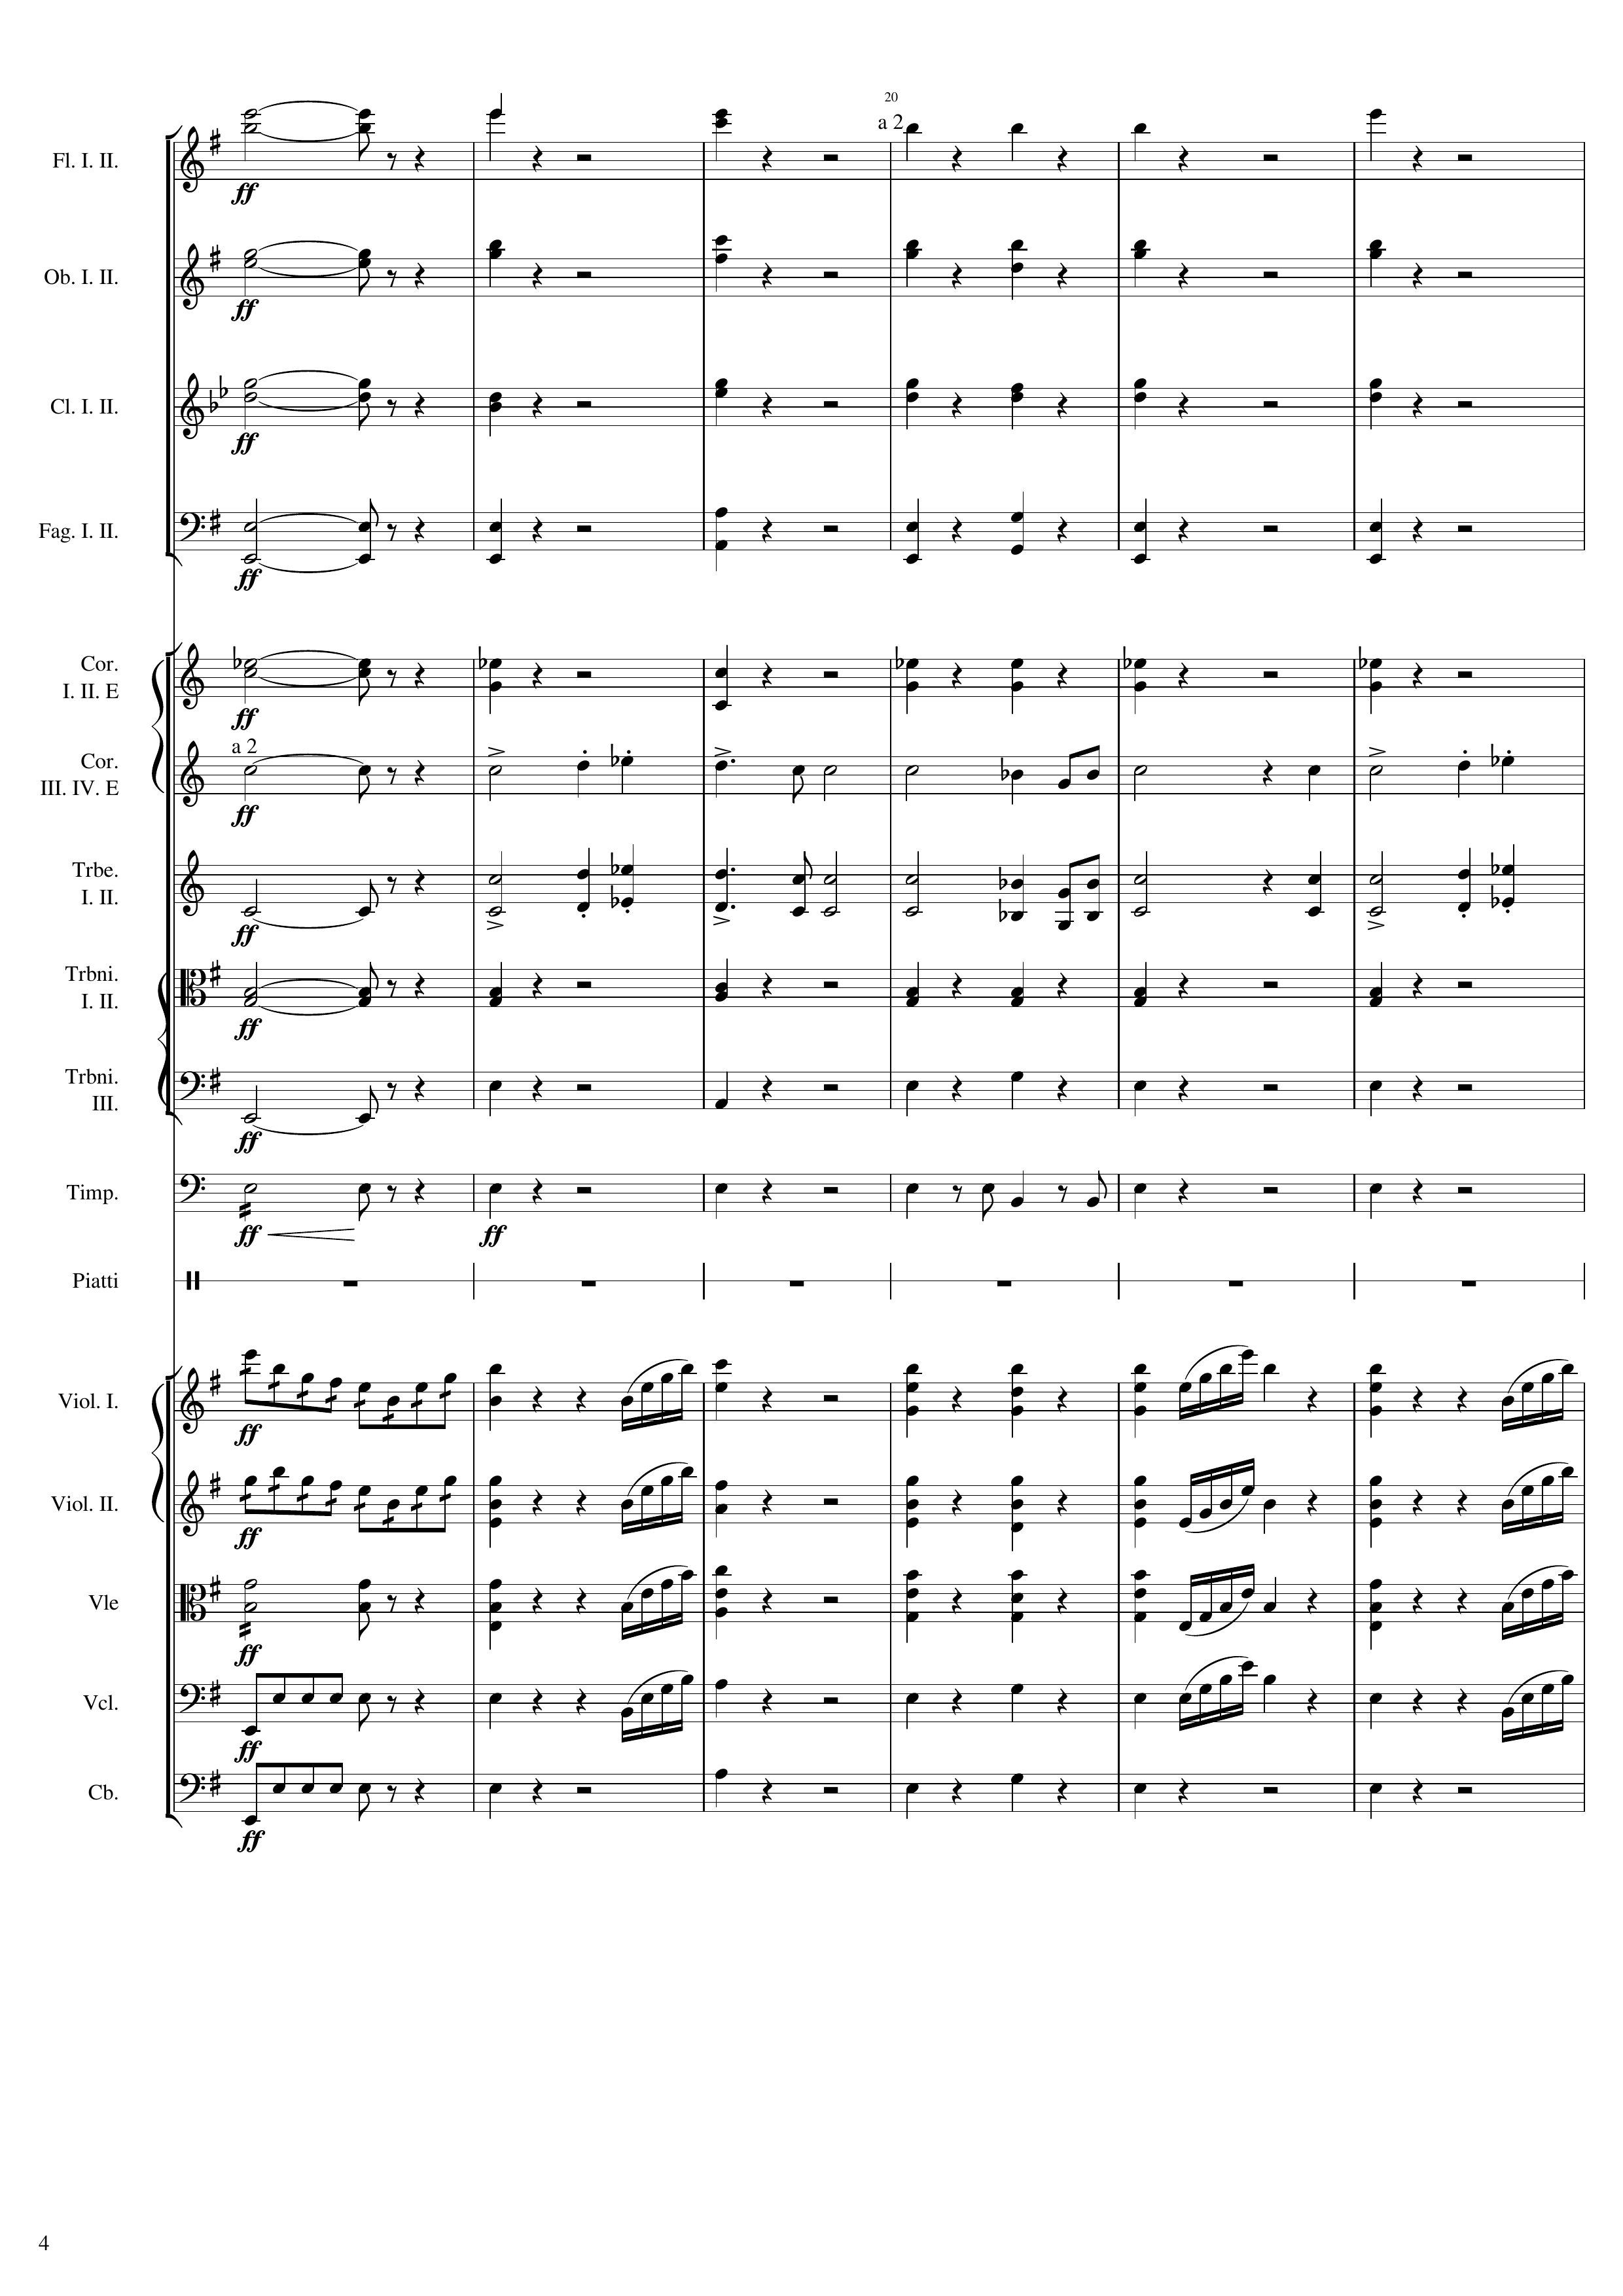 20
a 2
Fl. I. II.
ff
Ob. I. II.
ff
Cl. I. II.
ff
Fag. I. II.
ff
Cor.
I. II. E
ff
a 2
Cor.
III. IV. E
ff
Trbe.
I. II.
ff
Trbni.
I. II.
ff
Trbni.
III.
ff
Timp.
ff ff
Piatti
Viol. I.
ff
Viol. II.
ff
Vle
ff
Vcl.
ff
Cb.
ff
4